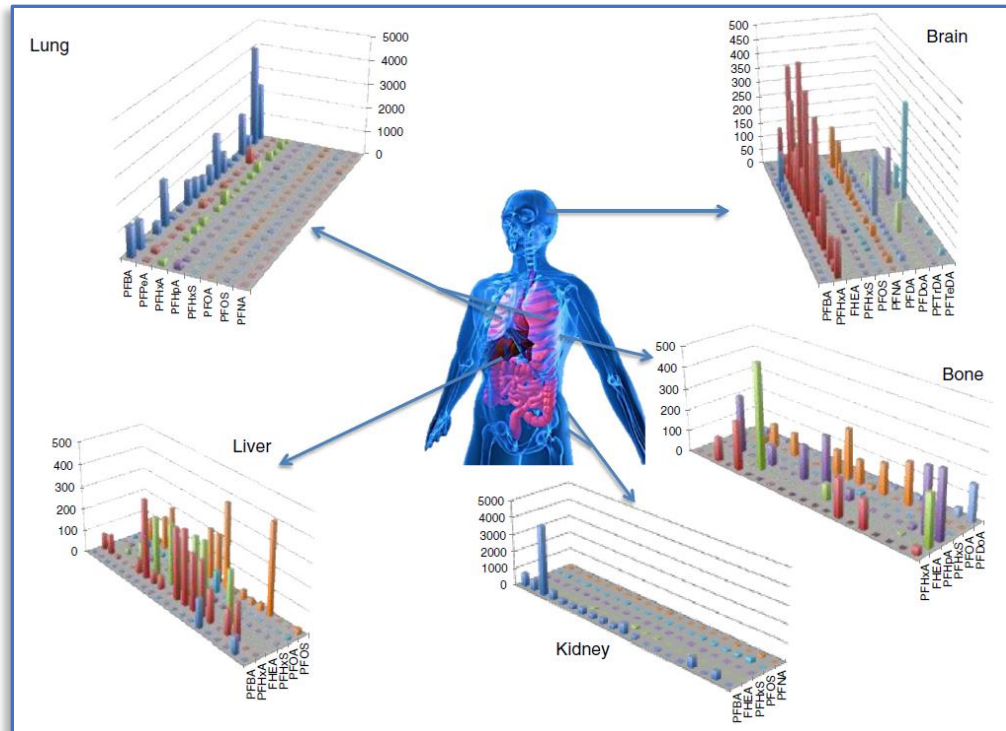 Lung
5000
4000
3000
2000
1000
0
PFBA
PFPeA
PFHxA
PFHpA
PFHxS
PFOA
PFOS
PFNA
Brain
500
450
400
350
300
250
200
150
100
50
0
PFBA
PFHxA
FHEA
PFHxS
PFOS
PFNA
PFDA
PFDoA
PFTrDA
PFTeDA
Bone
500
400
300
200
100
0
PFHxA
FHEA
PFHpA
PFHxS
PFOA
PFDoA
Liver
500
400
300
200
100
0
PFBA
PFHxA
FHEA
PFHxS
PFOA
PFOS
Kidney
5000
4000
3000
2000
1000
0
PFBA
FHEA
PFHxS
PFOS
PFNA